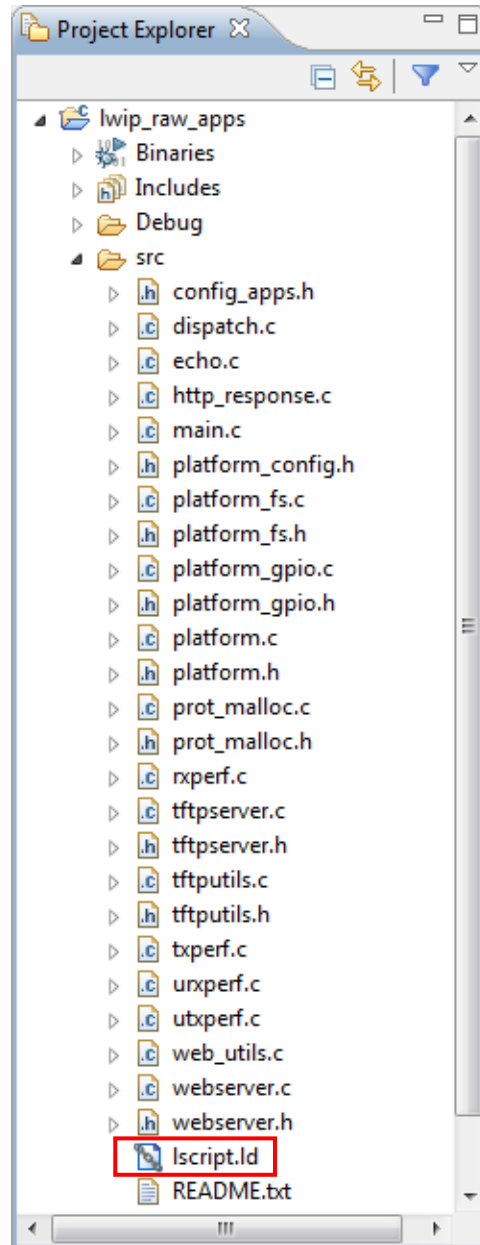 Project Explorer
lwip_raw_apps
Binaries
Includes
Debug
src
config_apps.h
dispatch.c
echo.c
http_response.c
main.c
platform_config.h
platform_fs.c
platform_fs.h
platform_gpio.c
platform_gpio.h
platform.c
platform.h
prot_malloc.c
prot_malloc.h
rxperf.c
tftpserver.c
tftpserver.h
tftputils.c
tftputils.h
txperf.c
urxperf.c
utxperf.c
web_utils.c
webserver.c
webserver.h
lscript.ld
README.txt